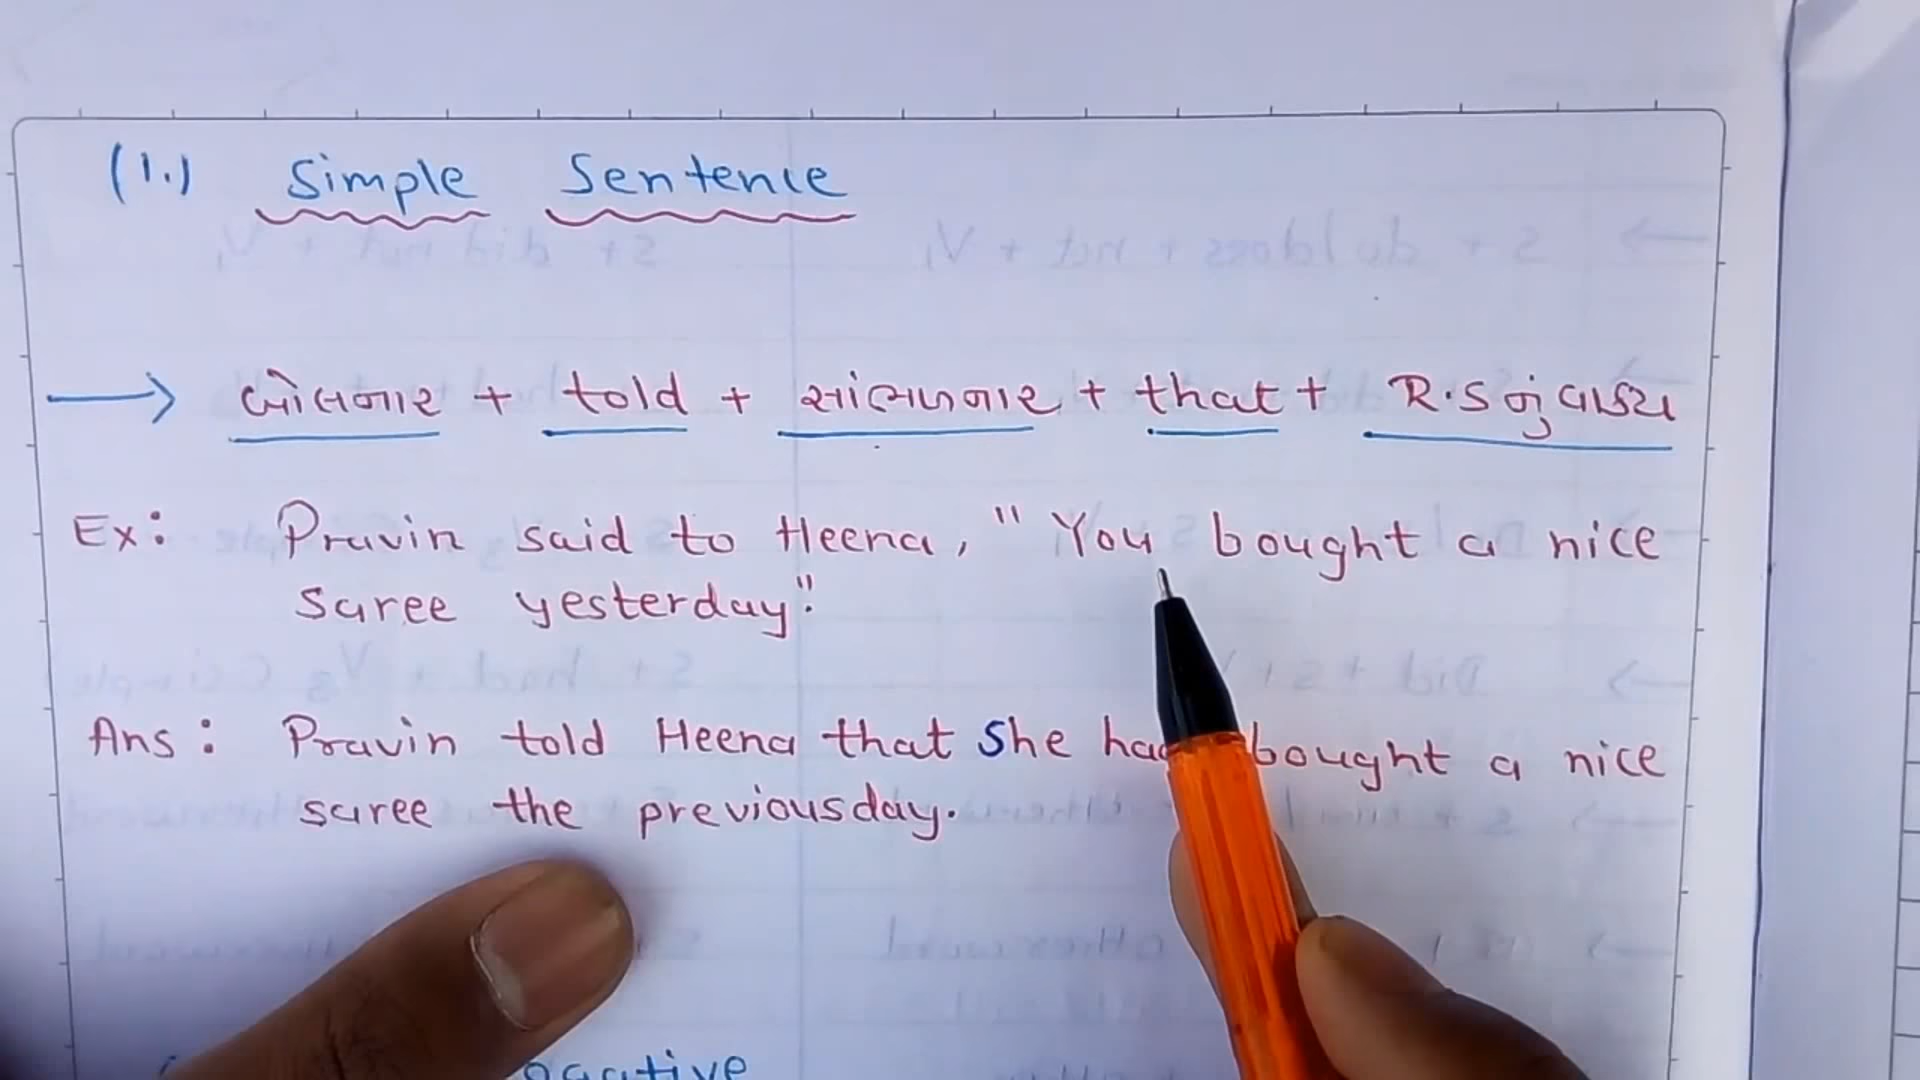 (1.) Simple Sentence
→ બોલનાર + told + સાંભળનાર + that + R.S નું વાક્ય
Ex: Pravin said to Heena, "You bought a nice
saree yesterday."
Ans: Pravin told Heena that She had bought a nice
saree the previousday.